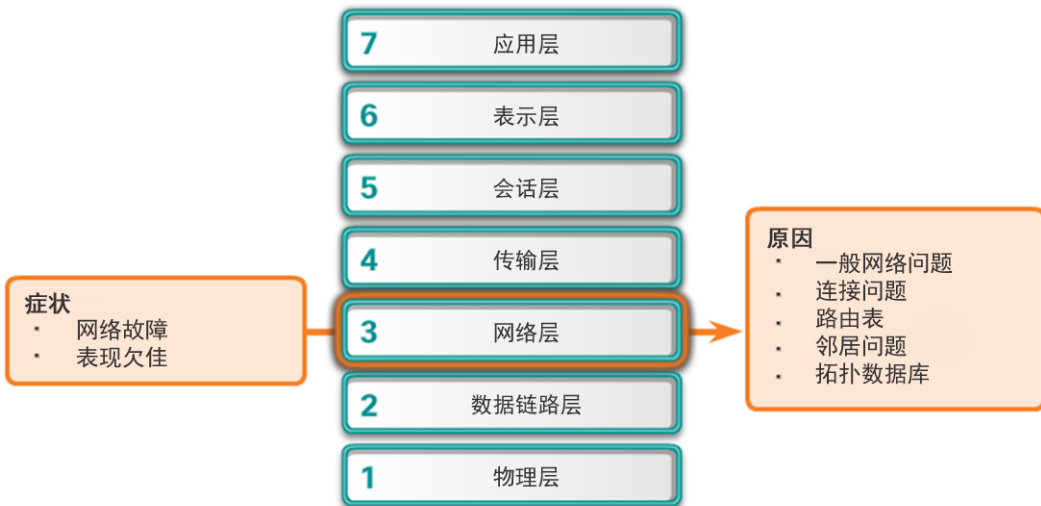 7 应用层
6 表示层
5 会话层
4 传输层
3 网络层
2 数据链路层
1 物理层
症状
· 网络故障
· 表现欠佳
原因
· 一般网络问题
· 连接问题
· 路由表
· 邻居问题
· 拓扑数据库